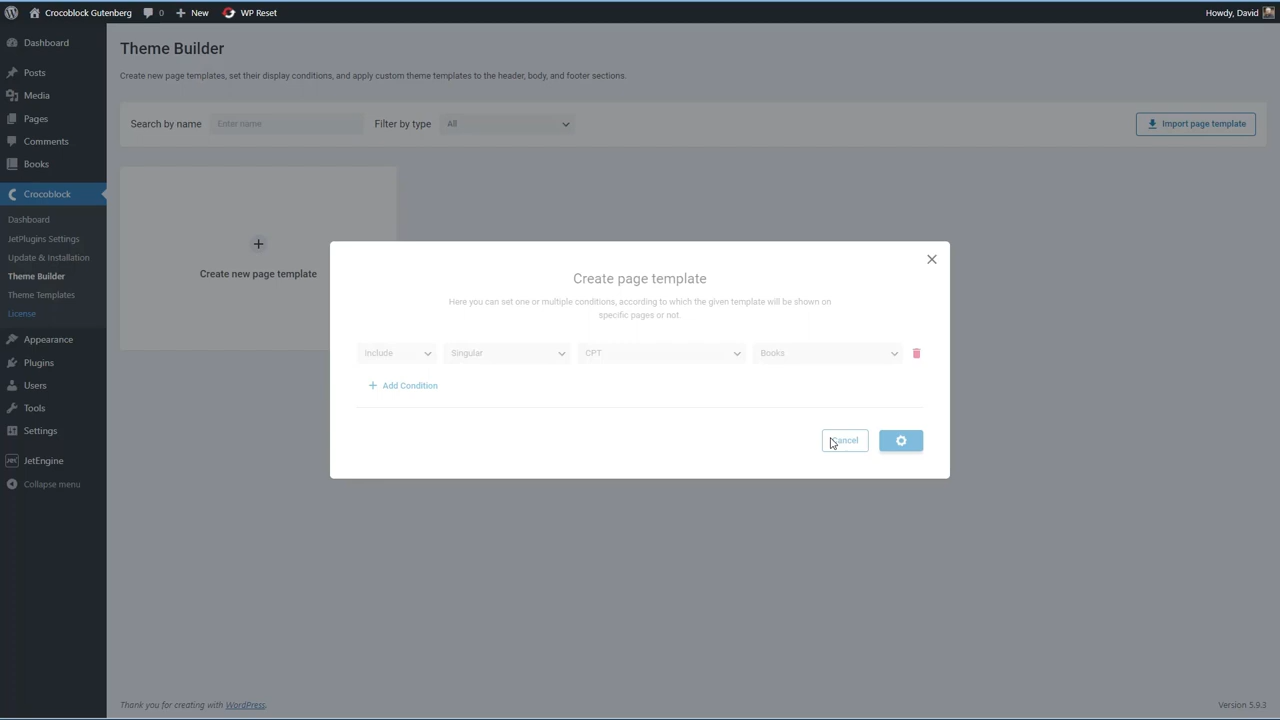 Crocoblock Gutenberg 0 New WP Reset Howdy, David
Dashboard
Posts
Media
Pages
Comments
Books
Crocoblock
Dashboard
JetPlugins Settings
Update & Installation
Theme Builder
Theme Templates
License
Appearance
Plugins
Users
Tools
Settings
JetEngine
Collapse menu
Theme Builder
Create new page templates, set their display conditions, and apply custom theme templates to the header, body, and footer sections.
Search by name Enter name Filter by type All Import page template
Create new page template
Create page template
Here you can set one or multiple conditions, according to which the given template will be shown on
specific pages or not.
Include Singular CPT Books
Add Condition
Cancel
Thank you for creating with WordPress.
Version 5.9.3